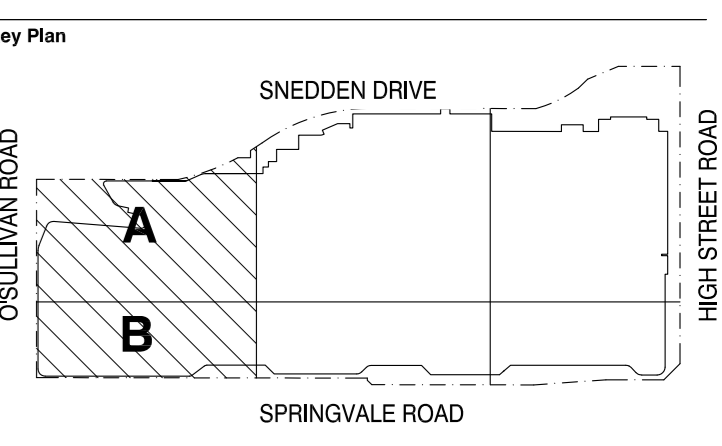 ey Plan
SNEDDEN DRIVE
O'SULLIVAN ROAD
HIGH STREET ROAD
A
B
SPRINGVALE ROAD